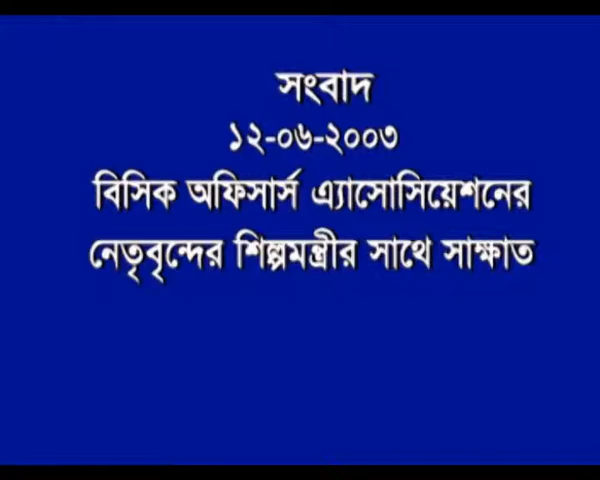 সংবাদ
১২-০৬-২০০৩
বিসিক অফিসার্স এ্যাসোসিয়েশনের
নেতৃবৃন্দের শিল্পমন্ত্রীর সাথে সাক্ষাত